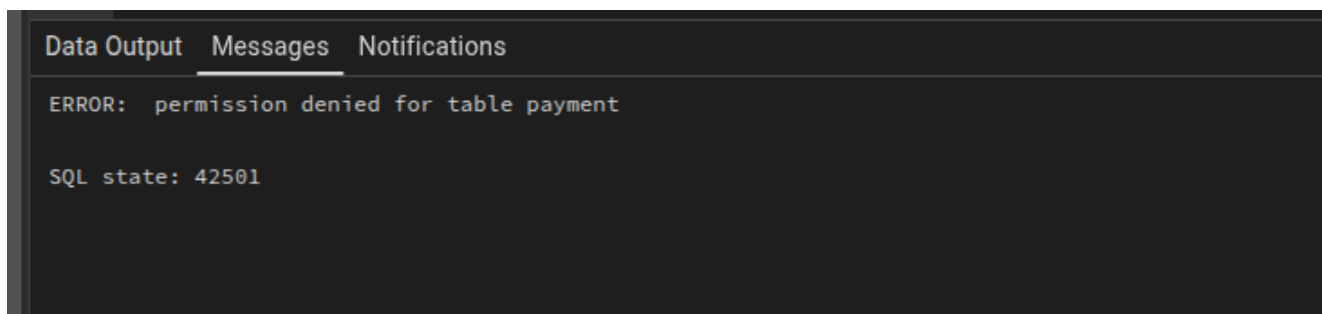 Data Output Messages Notifications
ERROR:  permission denied for table payment
SQL state: 42501